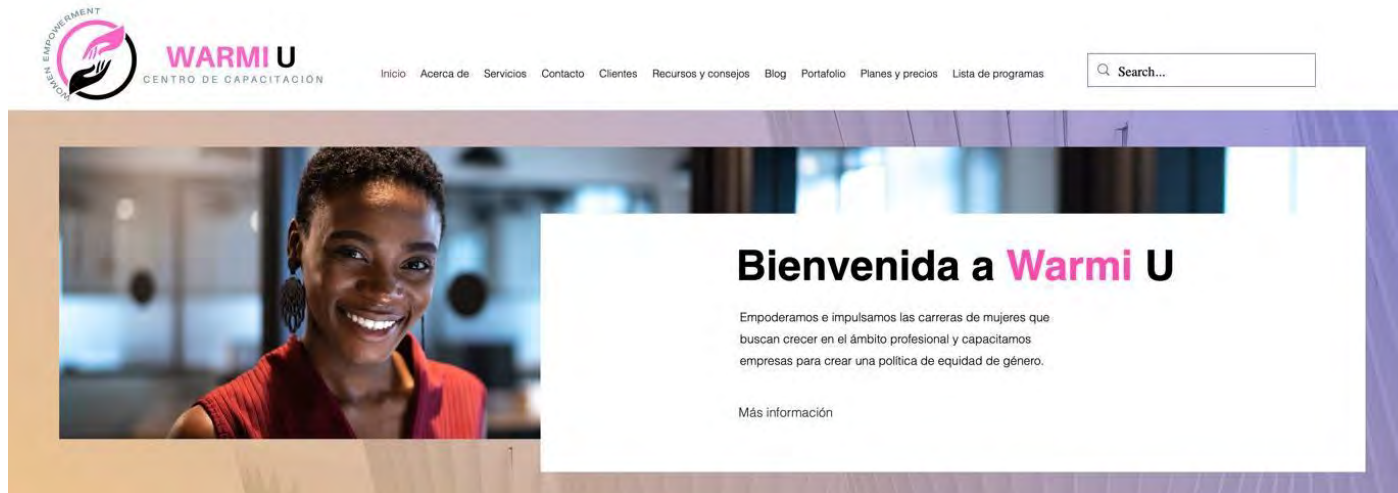 WOMEN EMPOWERMENT
WARMI U
CENTRO DE CAPACITACIÓN
Inicio Acerca de Servicios Contacto Clientes Recursos y consejos Blog Portafolio Planes y precios Lista de programas
Search...
Bienvenida a Warmi U
Empoderamos e impulsamos las carreras de mujeres que
buscan crecer en el ámbito profesional y capacitamos
empresas para crear una política de equidad de género.
Más información